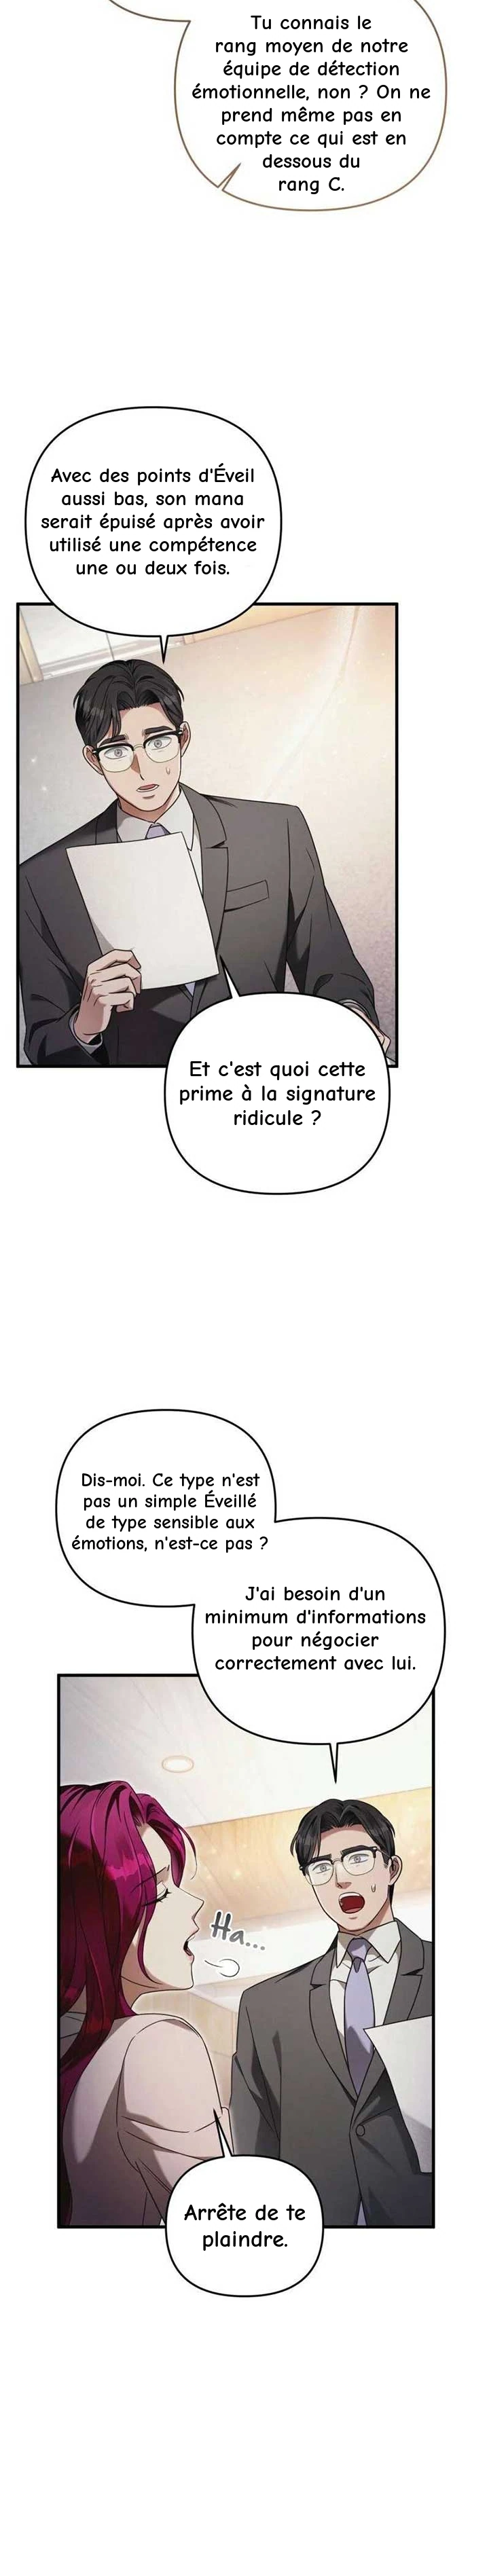 Tu connais le
rang moyen de notre
équipe de détection
émotionnelle, non ? On ne
prend même pas en
compte ce qui est en
dessous du
rang C.
Avec des points d'Éveil
aussi bas, son mana
serait épuisé après avoir
utilisé une compétence
une ou deux fois.
Et c'est quoi cette
prime à la signature
ridicule ?
Dis-moi. Ce type n'est
pas un simple Éveillé
de type sensible aux
émotions, n'est-ce pas ?
J'ai besoin d'un
minimum d'informations
pour négocier
correctement avec lui.
Ha...
Arrête de te
plaindre.